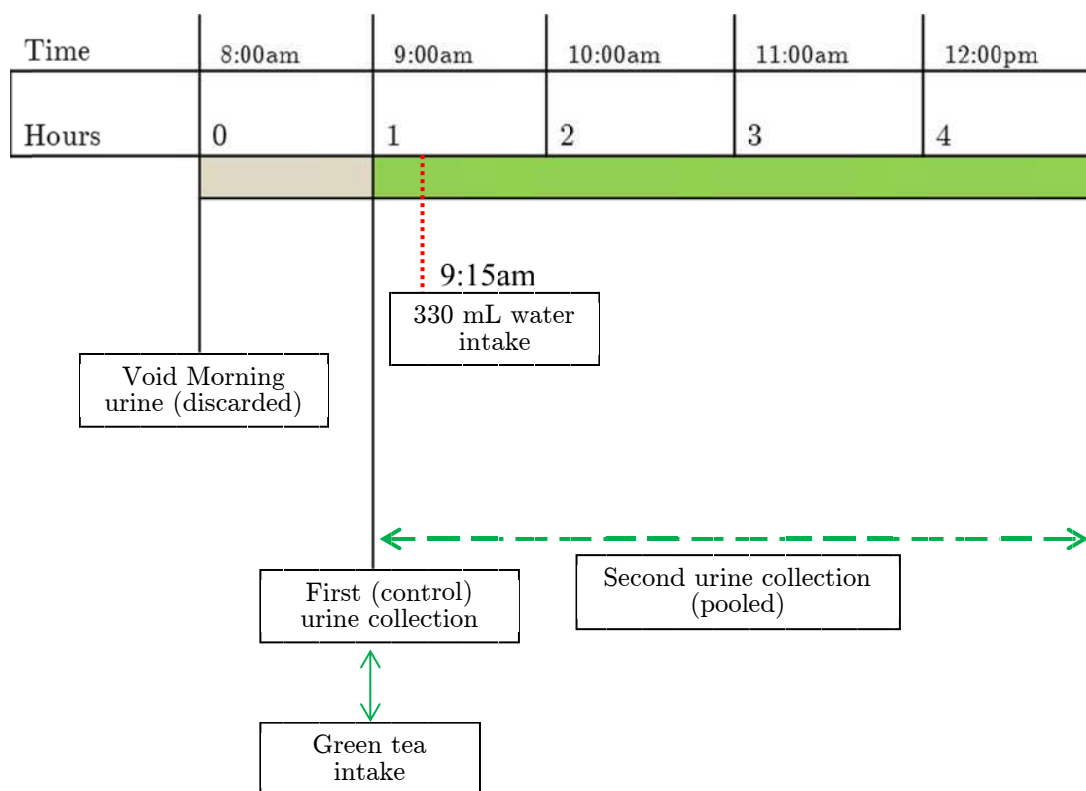 Time 8:00am 9:00am 10:00am 11:00am 12:00pm
Hours 0 1 2 3 4
9:15am
330 mL water
intake
Void Morning
urine (discarded)
First (control)
urine collection
Second urine collection
(pooled)
Green tea
intake